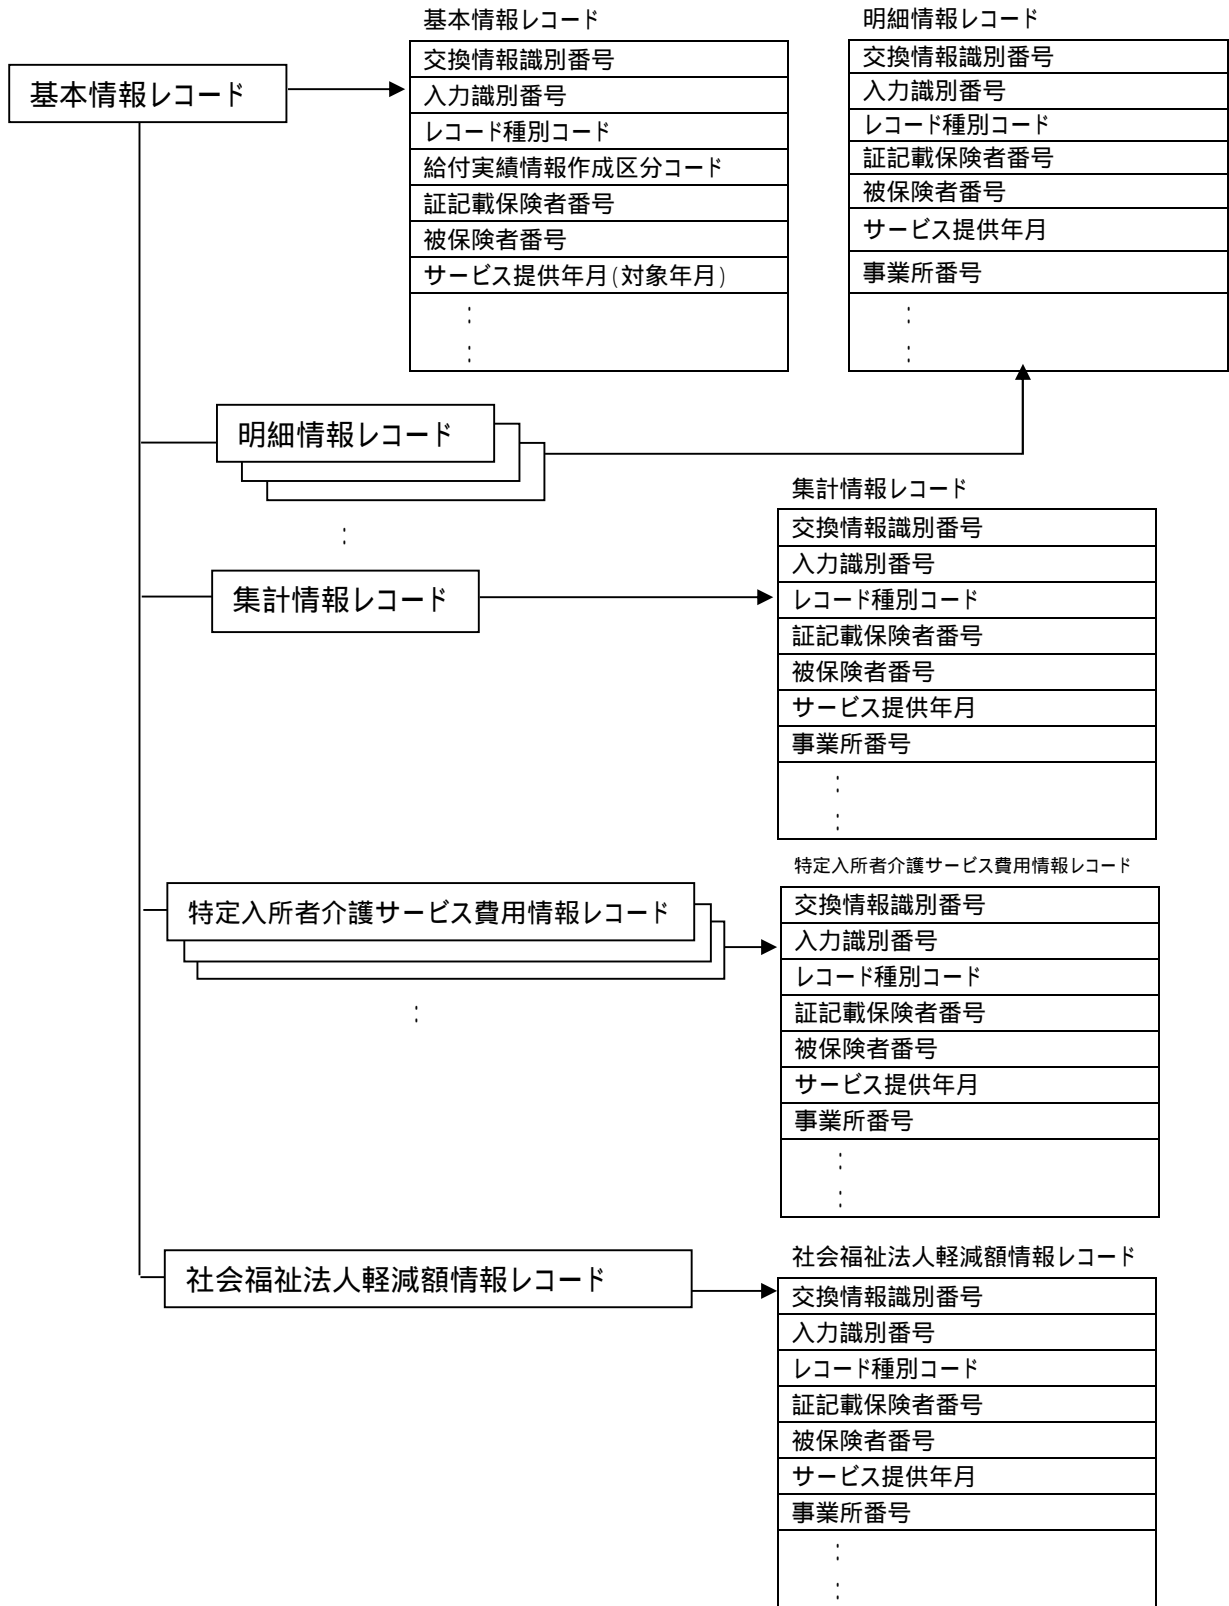 基本情報レコード
基本情報レコード
交換情報識別番号
入力識別番号
レコード種別コード
給付実績情報作成区分コード
証記載保険者番号
被保険者番号
サービス提供年月(対象年月)
:
:
明細情報レコード
交換情報識別番号
入力識別番号
レコード種別コード
証記載保険者番号
被保険者番号
サービス提供年月
事業所番号
:
:
明細情報レコード
:
集計情報レコード
集計情報レコード
交換情報識別番号
入力識別番号
レコード種別コード
証記載保険者番号
被保険者番号
サービス提供年月
事業所番号
:
:
特定入所者介護サービス費用情報レコード
:
特定入所者介護サービス費用情報レコード
交換情報識別番号
入力識別番号
レコード種別コード
証記載保険者番号
被保険者番号
サービス提供年月
事業所番号
:
:
社会福祉法人軽減額情報レコード
社会福祉法人軽減額情報レコード
交換情報識別番号
入力識別番号
レコード種別コード
証記載保険者番号
被保険者番号
サービス提供年月
事業所番号
:
: